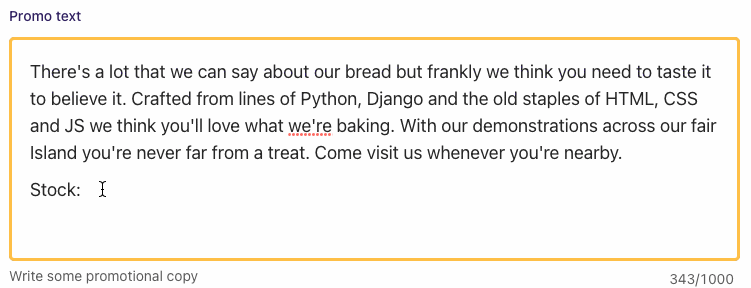 Promo text
There's a lot that we can say about our bread but frankly we think you need to taste it
to believe it. Crafted from lines of Python, Django and the old staples of HTML, CSS
and JS we think you'll love what we're baking. With our demonstrations across our fair
Island you're never far from a treat. Come visit us whenever you're nearby.
Stock:
Write some promotional copy
343/1000